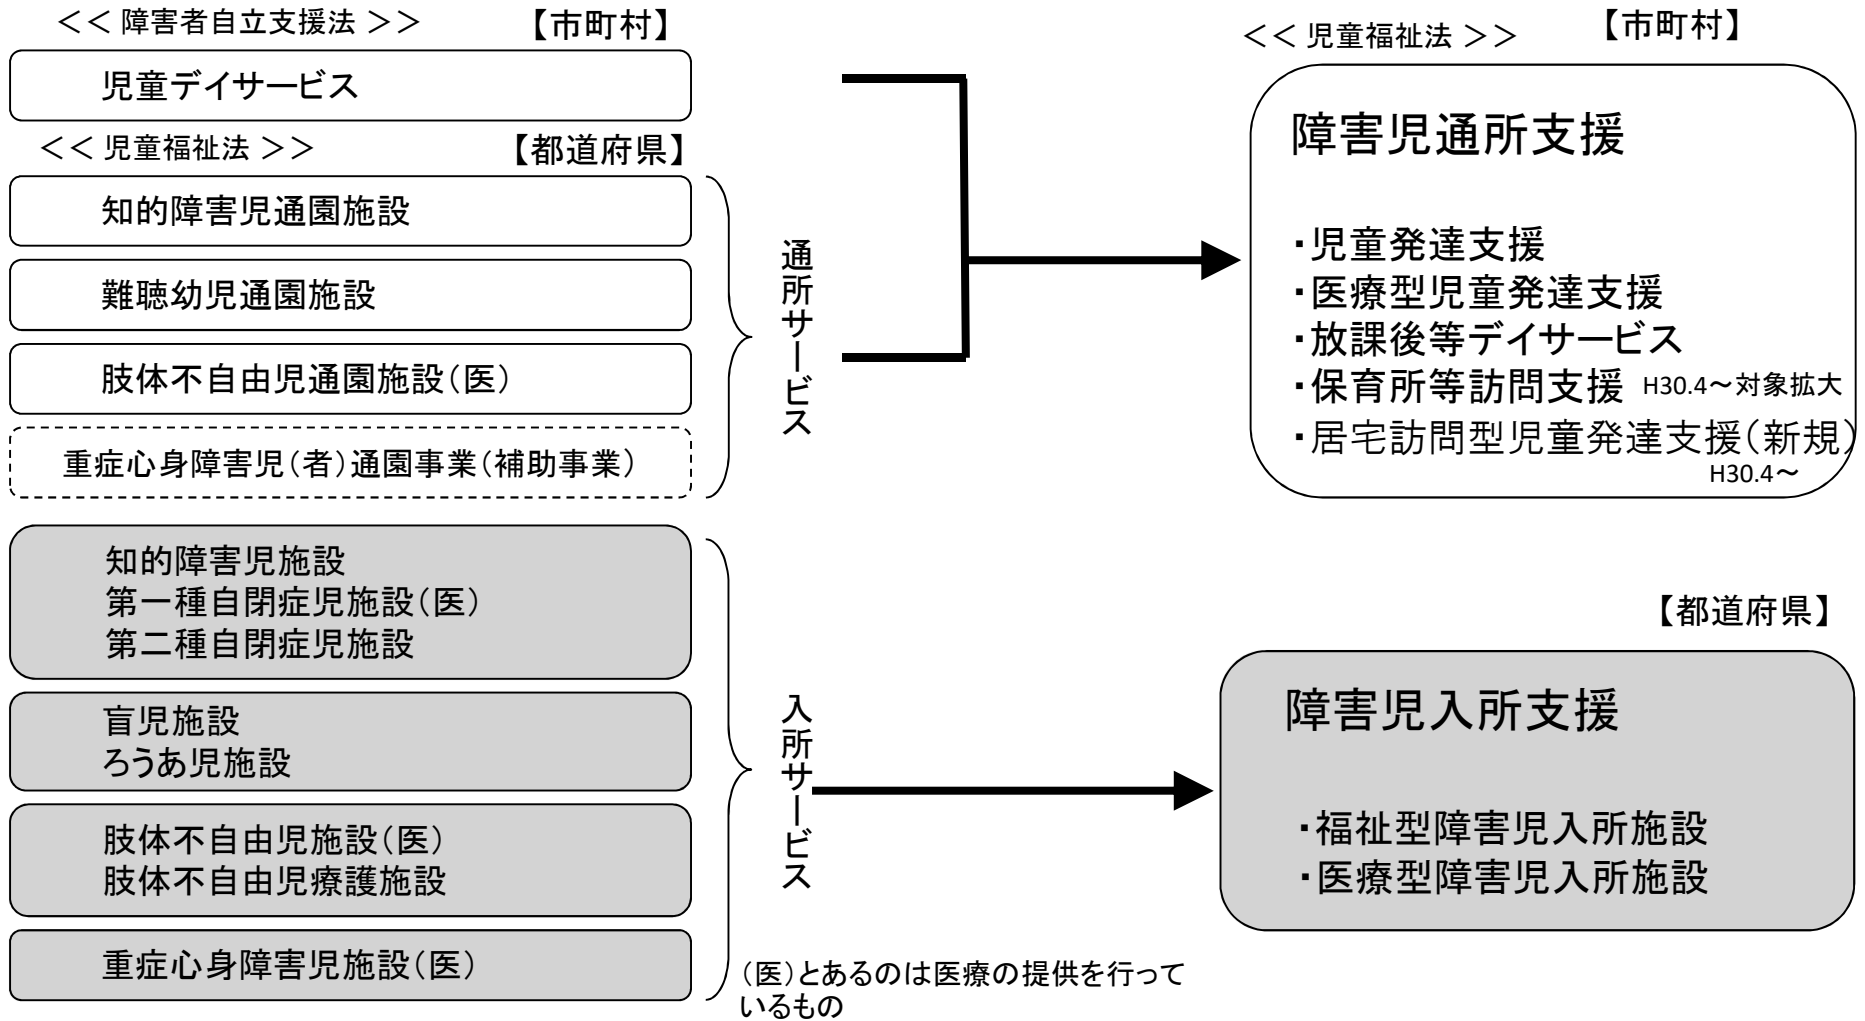 ＜＜ 障害者自立支援法 ＞＞ 【市町村】
児童デイサービス
＜＜ 児童福祉法 ＞＞ 【都道府県】
知的障害児通園施設
難聴幼児通園施設
肢体不自由児通園施設（医）
重症心身障害児（者）通園事業（補助事業）
通所サービス
知的障害児施設
第一種自閉症児施設（医）
第二種自閉症児施設
盲児施設
ろうあ児施設
肢体不自由児施設（医）
肢体不自由児療護施設
重症心身障害児施設（医）
入所サービス
（医）とあるのは医療の提供を行って
いるもの
＜＜ 児童福祉法 ＞＞ 【市町村】
障害児通所支援
・児童発達支援
・医療型児童発達支援
・放課後等デイサービス
・保育所等訪問支援 H30.4～対象拡大
・居宅訪問型児童発達支援（新規）
H30.4～
【都道府県】
障害児入所支援
・福祉型障害児入所施設
・医療型障害児入所施設